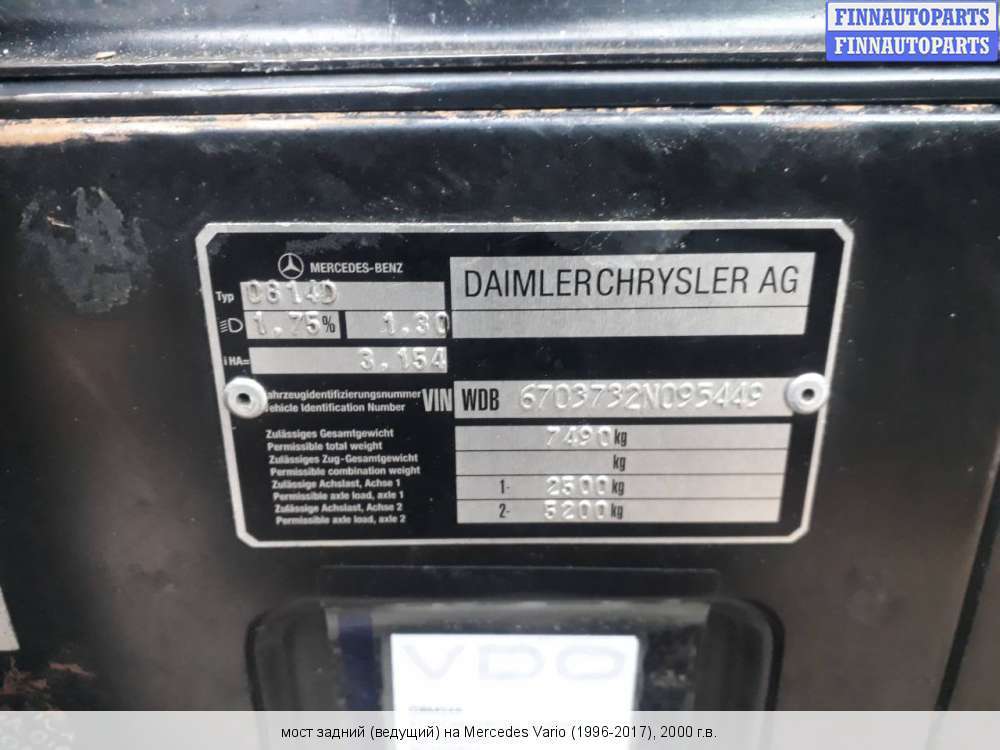 FINNAUTOPARTS
FINNAUTOPARTS
MERCEDES-BENZ
DAIMLERCHRYSLER AG
Typ O814D
1.75% 1.30
i HA= 3.154
Fahrzeugidentifizierungsnummer
Vehicle Identification Number
VIN WDB 6703732N095449
Zulässiges Gesamtgewicht
Permissible total weight
7490 kg
Zulässiges Zug-Gesamtgewicht
Permissible combination weight
kg
Zulässige Achslast, Achse 1
Permissible axle load, axle 1
1- 2500 kg
Zulässige Achslast, Achse 2
Permissible axle load, axle 2
2- 5200 kg
VDO
мост задний (ведущий) на Mercedes Vario (1996-2017), 2000 г.в.